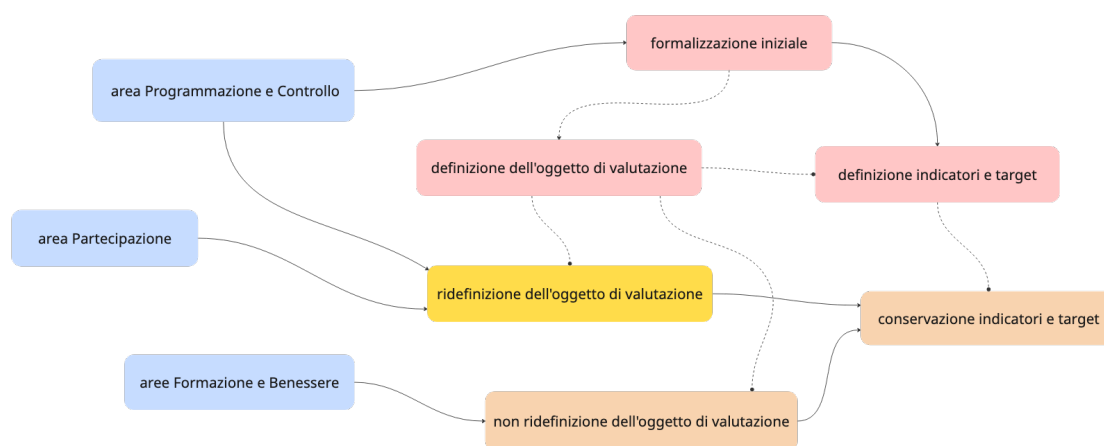 formalizzazione iniziale
area Programmazione e Controllo
definizione dell'oggetto di valutazione
definizione indicatori e target
area Partecipazione
ridefinizione dell'oggetto di valutazione
conservazione indicatori e target
aree Formazione e Benessere
non ridefinizione dell'oggetto di valutazione